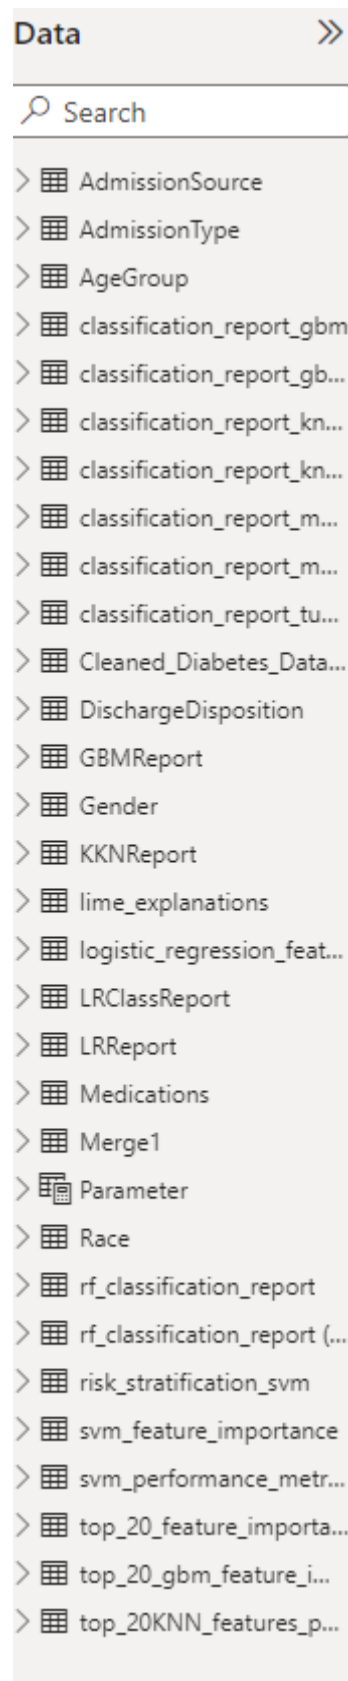 Data
Search
AdmissionSource
AdmissionType
AgeGroup
classification_report_gbm
classification_report_gb...
classification_report_kn...
classification_report_kn...
classification_report_m...
classification_report_m...
classification_report_tu...
Cleaned_Diabetes_Data...
DischargeDisposition
GBMReport
Gender
KKNReport
lime_explanations
logistic_regression_feat...
LRClassReport
LRReport
Medications
Merge1
Parameter
Race
rf_classification_report
rf_classification_report (...
risk_stratification_svm
svm_feature_importance
svm_performance_metr...
top_20_feature_importa...
top_20_gbm_feature_i...
top_20KNN_features_p...